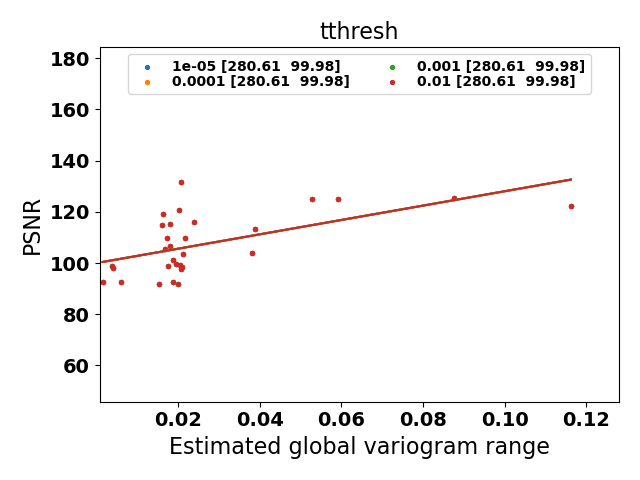 tthresh
1e-05 [280.61  99.98]
0.0001 [280.61  99.98]
0.001 [280.61  99.98]
0.01 [280.61  99.98]
180
160
140
120
100
80
60
PSNR
0.02
0.04
0.06
0.08
0.10
0.12
Estimated global variogram range